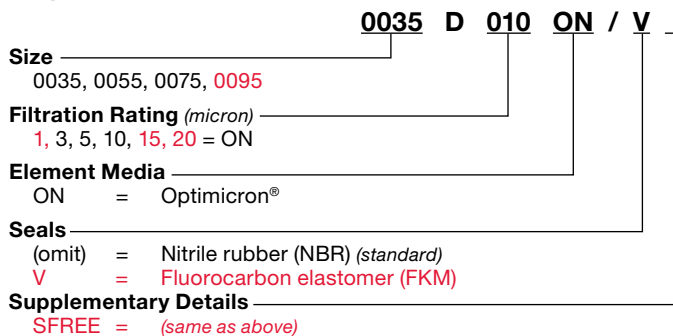 0035 D 010 ON / V _
Size
0035, 0055, 0075, 0095
Filtration Rating (micron)
1, 3, 5, 10, 15, 20 = ON
Element Media
ON = Optimicron®
Seals
(omit) = Nitrile rubber (NBR) (standard)
V = Fluorocarbon elastomer (FKM)
Supplementary Details
SFREE = (same as above)